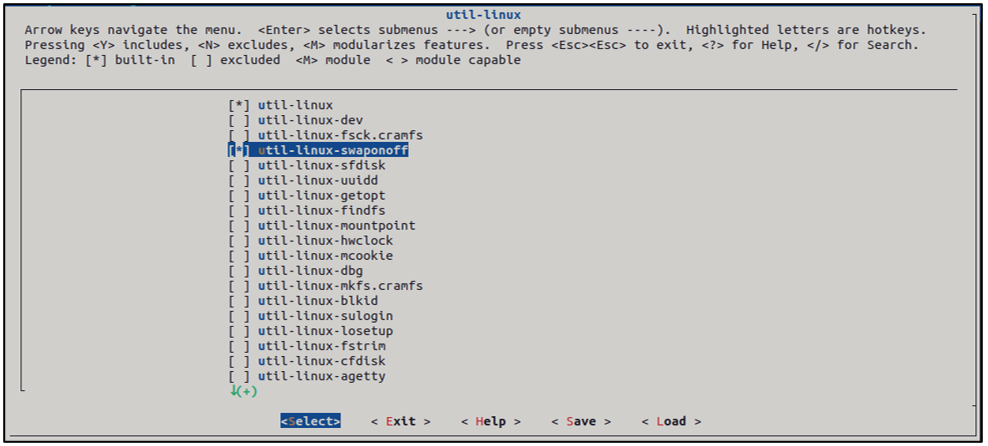 util-linux
Arrow keys navigate the menu.  <Enter> selects submenus ---> (or empty submenus ----).  Highlighted letters are hotkeys.
Pressing <Y> includes, <N> excludes, <M> modularizes features.  Press <Esc><Esc> to exit, <?> for Help, </> for Search.
Legend: [*] built-in  [ ] excluded  <M> module  < > module capable
[*] util-linux
[ ] util-linux-dev
[ ] util-linux-fsck.cramfs
[*] util-linux-swaponoff
[ ] util-linux-sfdisk
[ ] util-linux-uuidd
[ ] util-linux-getopt
[ ] util-linux-findfs
[ ] util-linux-mountpoint
[ ] util-linux-hwclock
[ ] util-linux-mcookie
[ ] util-linux-dbg
[ ] util-linux-mkfs.cramfs
[ ] util-linux-blkid
[ ] util-linux-sulogin
[ ] util-linux-losetup
[ ] util-linux-fstrim
[ ] util-linux-cfdisk
[ ] util-linux-agetty
↓(+)
<Select>    < Exit >    < Help >    < Save >    < Load >